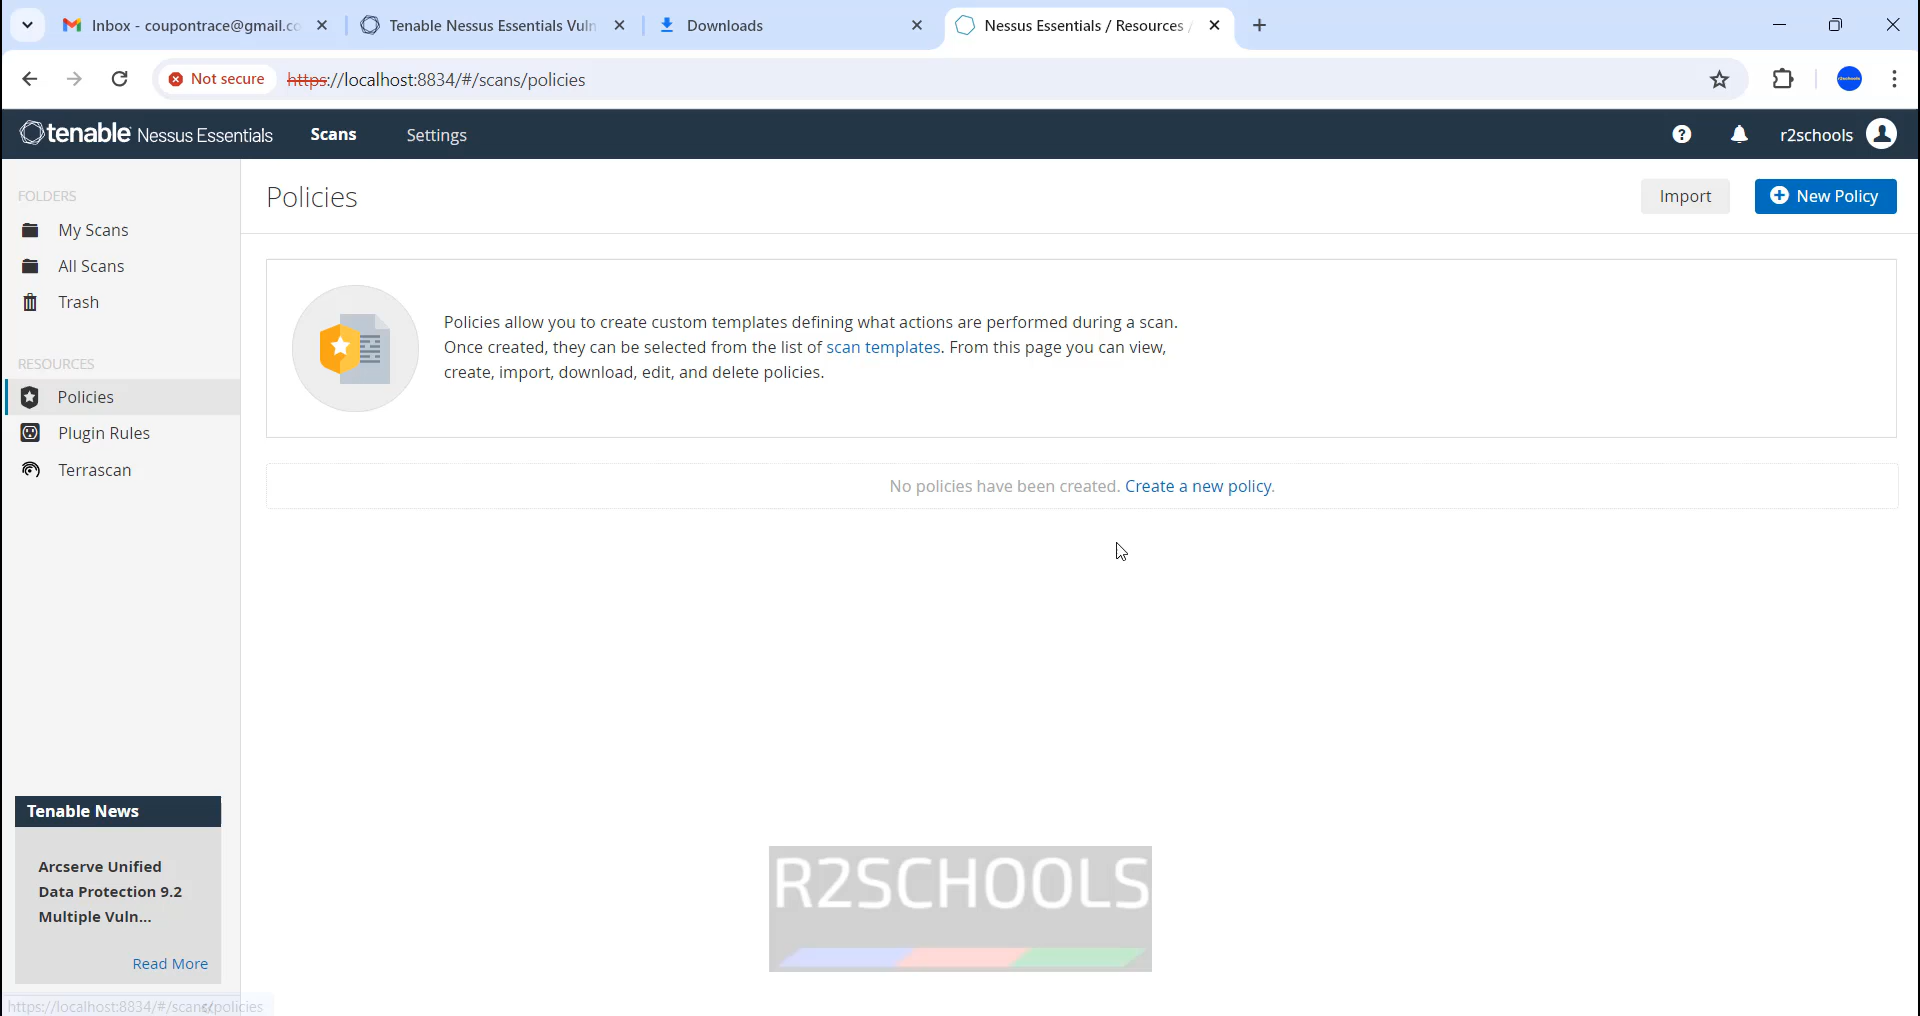 Inbox - coupontrace@gmail.co
Tenable Nessus Essentials Vuln
Downloads
Nessus Essentials / Resources /
Not secure
https://localhost:8834/#/scans/policies
tenable Nessus Essentials
Scans
Settings
r2schools
FOLDERS
My Scans
All Scans
Trash
RESOURCES
Policies
Plugin Rules
Terrascan
Policies
Import
New Policy
Policies allow you to create custom templates defining what actions are performed during a scan.
Once created, they can be selected from the list of scan templates. From this page you can view,
create, import, download, edit, and delete policies.
No policies have been created. Create a new policy.
Tenable News
Arcserve Unified
Data Protection 9.2
Multiple Vuln...
Read More
R2SCHOOLS
https://localhost:8834/#/scans/policies